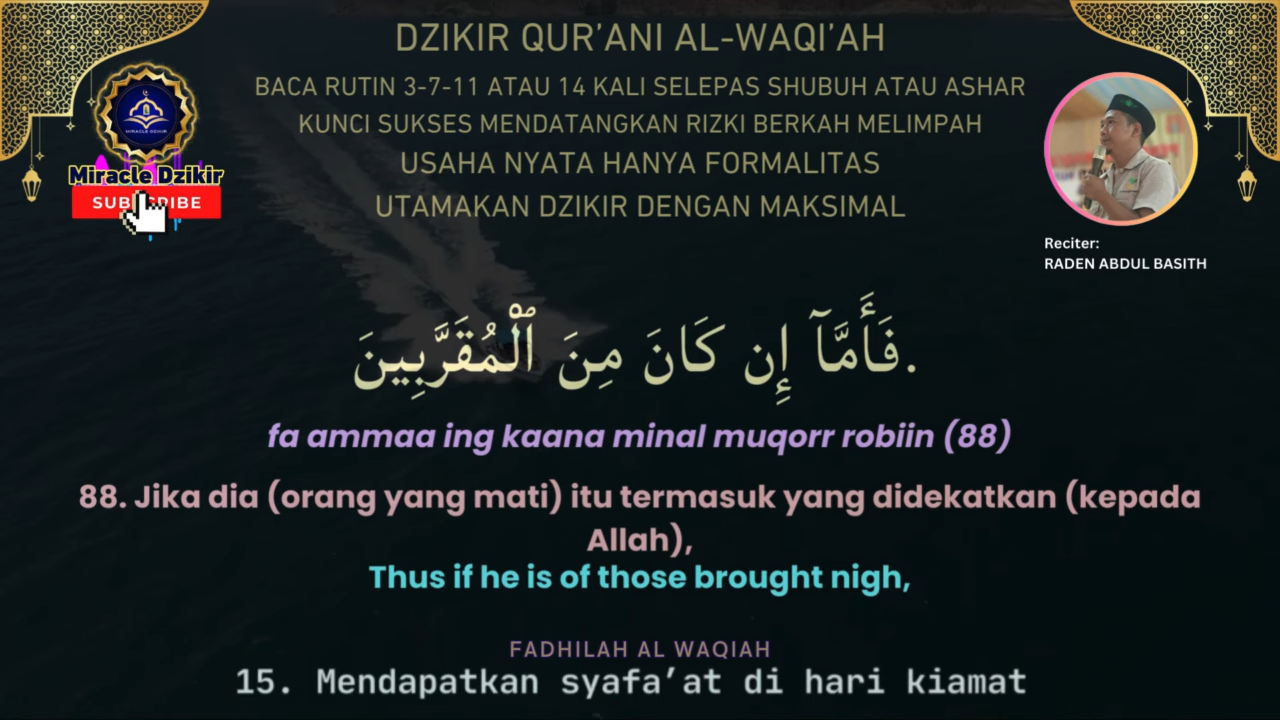 DZIKIR QUR’ANI AL-WAQI’AH
BACA RUTIN 3-7-11 ATAU 14 KALI SELEPAS SHUBUH ATAU ASHAR
KUNCI SUKSES MENDATANGKAN RIZKI BERKAH MELIMPAH
USAHA NYATA HANYA FORMALITAS
UTAMAKAN DZIKIR DENGAN MAKSIMAL
MIRACLE DZIKIR
Miracle Dzikir
SUBSCRIBE
Reciter:
RADEN ABDUL BASITH
فَأَمَّآ إِن كَانَ مِنَ ٱلْمُقَرَّبِينَ.
fa ammaa ing kaana minal muqorr robiin (88)
88. Jika dia (orang yang mati) itu termasuk yang didekatkan (kepada
Allah),
Thus if he is of those brought nigh,
FADHILAH AL WAQIAH
15. Mendapatkan syafa’at di hari kiamat